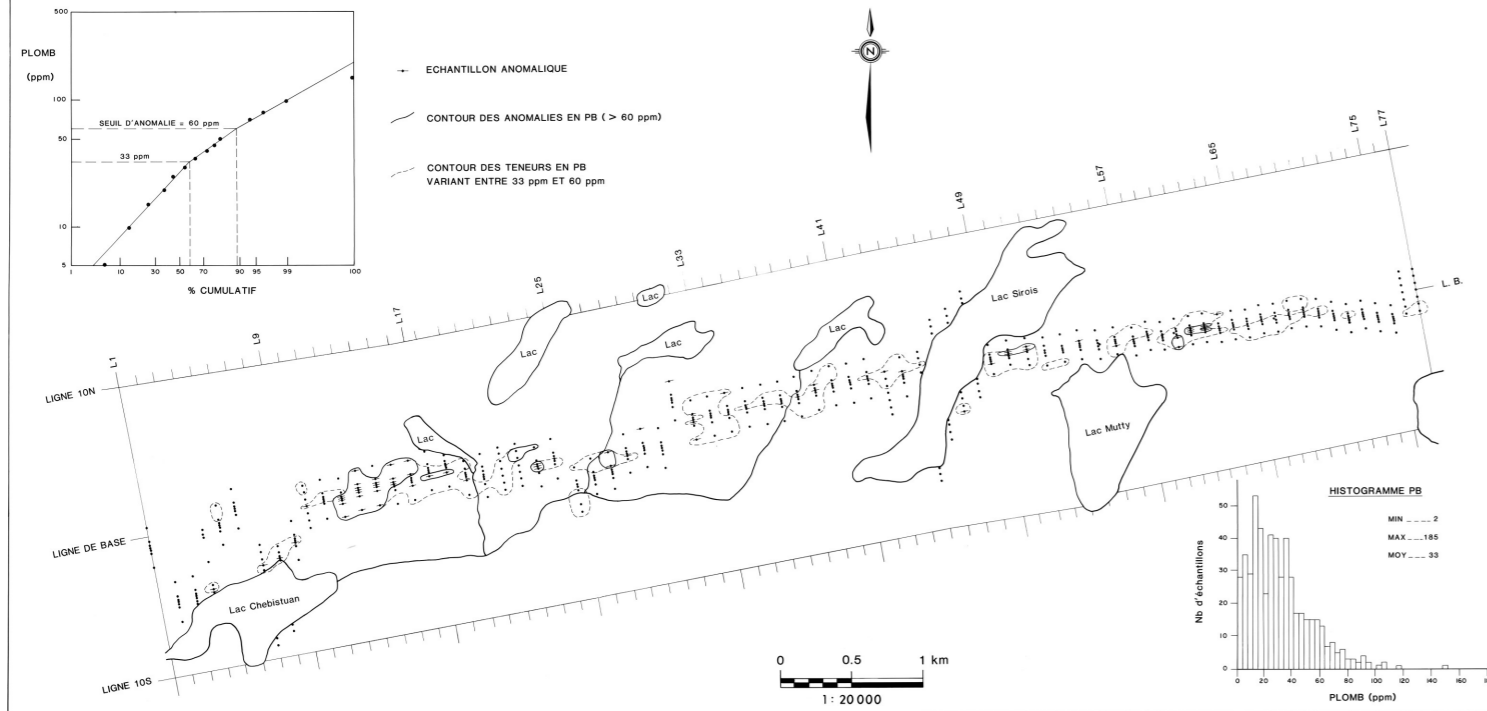 500
PLOMB
(ppm)
100
SEUIL D'ANOMALIE = 60 ppm
50
33 ppm
10
5
1 10 30 50 70 90 95 99 100
% CUMULATIF
ECHANTILLON ANOMALIQUE
CONTOUR DES ANOMALIES EN PB ( > 60 ppm)
CONTOUR DES TENEURS EN PB
VARIANT ENTRE 33 ppm ET 60 ppm
N
L1
L9
L17
L25
L33
L41
L49
L57
L65
L75
L77
LIGNE 10N
Lac
Lac
Lac
Lac
Lac
Lac Sirois
L. B.
Lac Mutty
LIGNE DE BASE
Lac Chebistuan
LIGNE 10S
0 0.5 1 km
1: 20 000
HISTOGRAMME PB
MIN ____ 2
MAX ___ 185
MOY ___ 33
Nb d'échantillons
50
40
30
20
10
0
0 20 40 60 80 100 120 140 160
PLOMB (ppm)